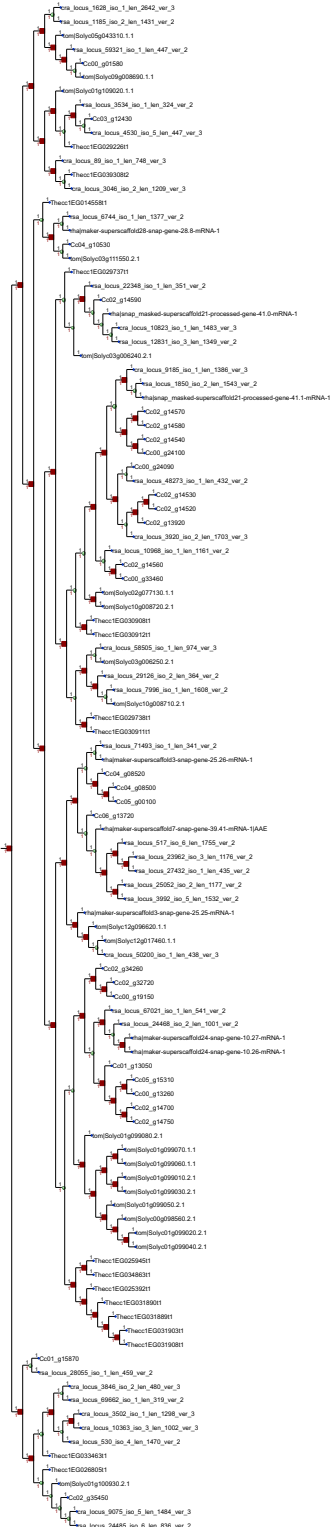 cra_locus_1628_iso_1_len_2642_ver_3
rsa_locus_1185_iso_2_len_1431_ver_2
tom|Solyc05g043310.1.1
rsa_locus_59321_iso_1_len_447_ver_2
Cc00_g01580
tom|Solyc09g008690.1.1
tom|Solyc01g109020.1.1
rsa_locus_3534_iso_1_len_324_ver_2
Cc03_g12430
cra_locus_4530_iso_5_len_447_ver_3
Thecc1EG029226t1
cra_locus_89_iso_1_len_748_ver_3
Thecc1EG039308t2
cra_locus_3046_iso_2_len_1209_ver_3
Thecc1EG014558t1
rsa_locus_6744_iso_1_len_1377_ver_2
rha|maker-superscaffold28-snap-gene-28.8-mRNA-1
Cc04_g10530
tom|Solyc03g111550.2.1
Thecc1EG029737t1
rsa_locus_22348_iso_1_len_351_ver_2
Cc02_g14590
rha|snap_masked-superscaffold21-processed-gene-41.0-mRNA-1
cra_locus_10823_iso_1_len_1483_ver_3
rsa_locus_12831_iso_3_len_1349_ver_2
tom|Solyc03g006240.2.1
cra_locus_9185_iso_1_len_1386_ver_3
rsa_locus_1850_iso_2_len_1543_ver_2
rha|snap_masked-superscaffold21-processed-gene-41.1-mRNA-1
Cc02_g14570
Cc02_g14580
Cc02_g14540
Cc00_g24100
Cc00_g24090
rsa_locus_48273_iso_1_len_432_ver_2
Cc02_g14530
Cc02_g14520
Cc02_g13920
cra_locus_3920_iso_2_len_1703_ver_3
rsa_locus_10968_iso_1_len_1161_ver_2
Cc02_g14560
Cc00_g33460
tom|Solyc02g077130.1.1
tom|Solyc10g008720.2.1
Thecc1EG030908t1
Thecc1EG030912t1
cra_locus_58505_iso_1_len_974_ver_3
tom|Solyc03g006250.2.1
rsa_locus_29126_iso_2_len_364_ver_2
rsa_locus_7996_iso_1_len_1608_ver_2
tom|Solyc10g008710.2.1
Thecc1EG029738t1
Thecc1EG030911t1
rsa_locus_71493_iso_1_len_341_ver_2
rha|maker-superscaffold3-snap-gene-25.26-mRNA-1
Cc04_g08520
Cc04_g08500
Cc05_g00100
Cc06_g13720
rha|maker-superscaffold7-snap-gene-39.41-mRNA-1|AAE
rsa_locus_517_iso_6_len_1755_ver_2
rsa_locus_23962_iso_3_len_1176_ver_2
rsa_locus_27432_iso_1_len_435_ver_2
rsa_locus_25052_iso_2_len_1177_ver_2
rsa_locus_3992_iso_5_len_1532_ver_2
rha|maker-superscaffold3-snap-gene-25.25-mRNA-1
tom|Solyc12g096620.1.1
tom|Solyc12g017460.1.1
cra_locus_50200_iso_1_len_438_ver_3
Cc02_g34260
Cc02_g32720
Cc00_g19150
rsa_locus_67021_iso_1_len_541_ver_2
rsa_locus_24468_iso_2_len_1001_ver_2
rha|maker-superscaffold24-snap-gene-10.27-mRNA-1
rha|maker-superscaffold24-snap-gene-10.26-mRNA-1
Cc01_g13050
Cc05_g15310
Cc00_g13260
Cc02_g14700
Cc02_g14750
tom|Solyc01g099080.2.1
tom|Solyc01g099070.1.1
tom|Solyc01g099060.1.1
tom|Solyc01g099010.2.1
tom|Solyc01g099030.2.1
tom|Solyc01g099050.2.1
tom|Solyc00g098560.2.1
tom|Solyc01g099020.2.1
tom|Solyc01g099040.2.1
Thecc1EG025945t1
Thecc1EG034863t1
Thecc1EG025392t1
Thecc1EG031890t1
Thecc1EG031889t1
Thecc1EG031903t1
Thecc1EG031908t1
Cc01_g15870
rsa_locus_28055_iso_1_len_459_ver_2
cra_locus_3846_iso_2_len_480_ver_3
rsa_locus_69662_iso_1_len_319_ver_2
cra_locus_3502_iso_1_len_1298_ver_3
cra_locus_10363_iso_3_len_1002_ver_3
rsa_locus_530_iso_4_len_1470_ver_2
Thecc1EG033463t1
Thecc1EG026805t1
tom|Solyc01g100930.2.1
Cc02_g35450
cra_locus_9075_iso_5_len_1484_ver_3
rsa_locus_24485_iso_6_len_836_ver_2